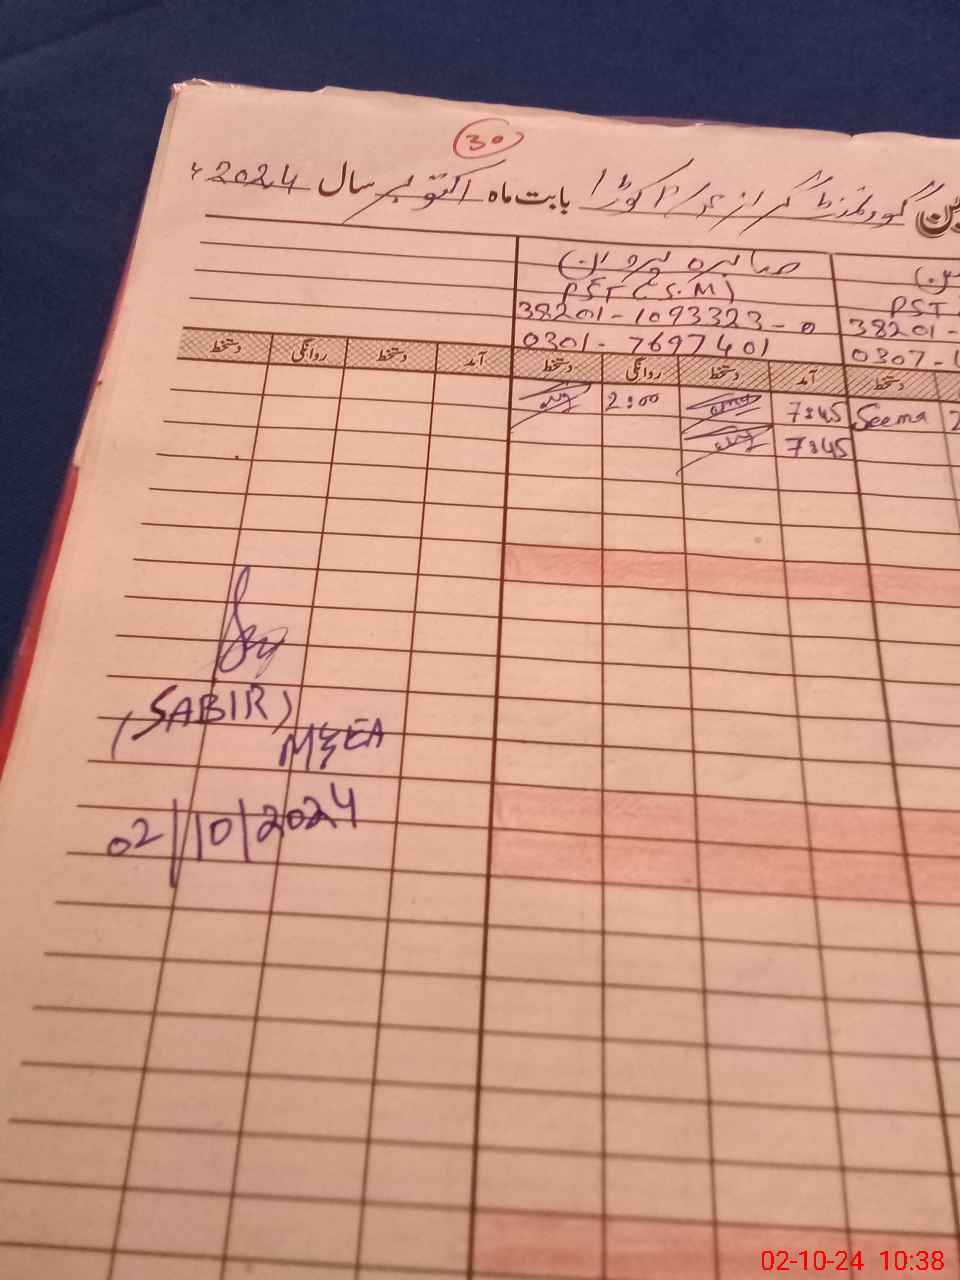 30
گورنمنٹ گرلز بابت ماہ اکتوبر سال 2024ء
صابرہ پروین
PST (S.M)
38201-1093323-0
0301-7697401
PST
38201-
0307-
دستخط آمد دستخط روانگی دستخط آمد دستخط روانگی دستخط
Seema 7:45 2:00
7:45
(SABIR)
MEEA
02/10/2024
02-10-24 10:38